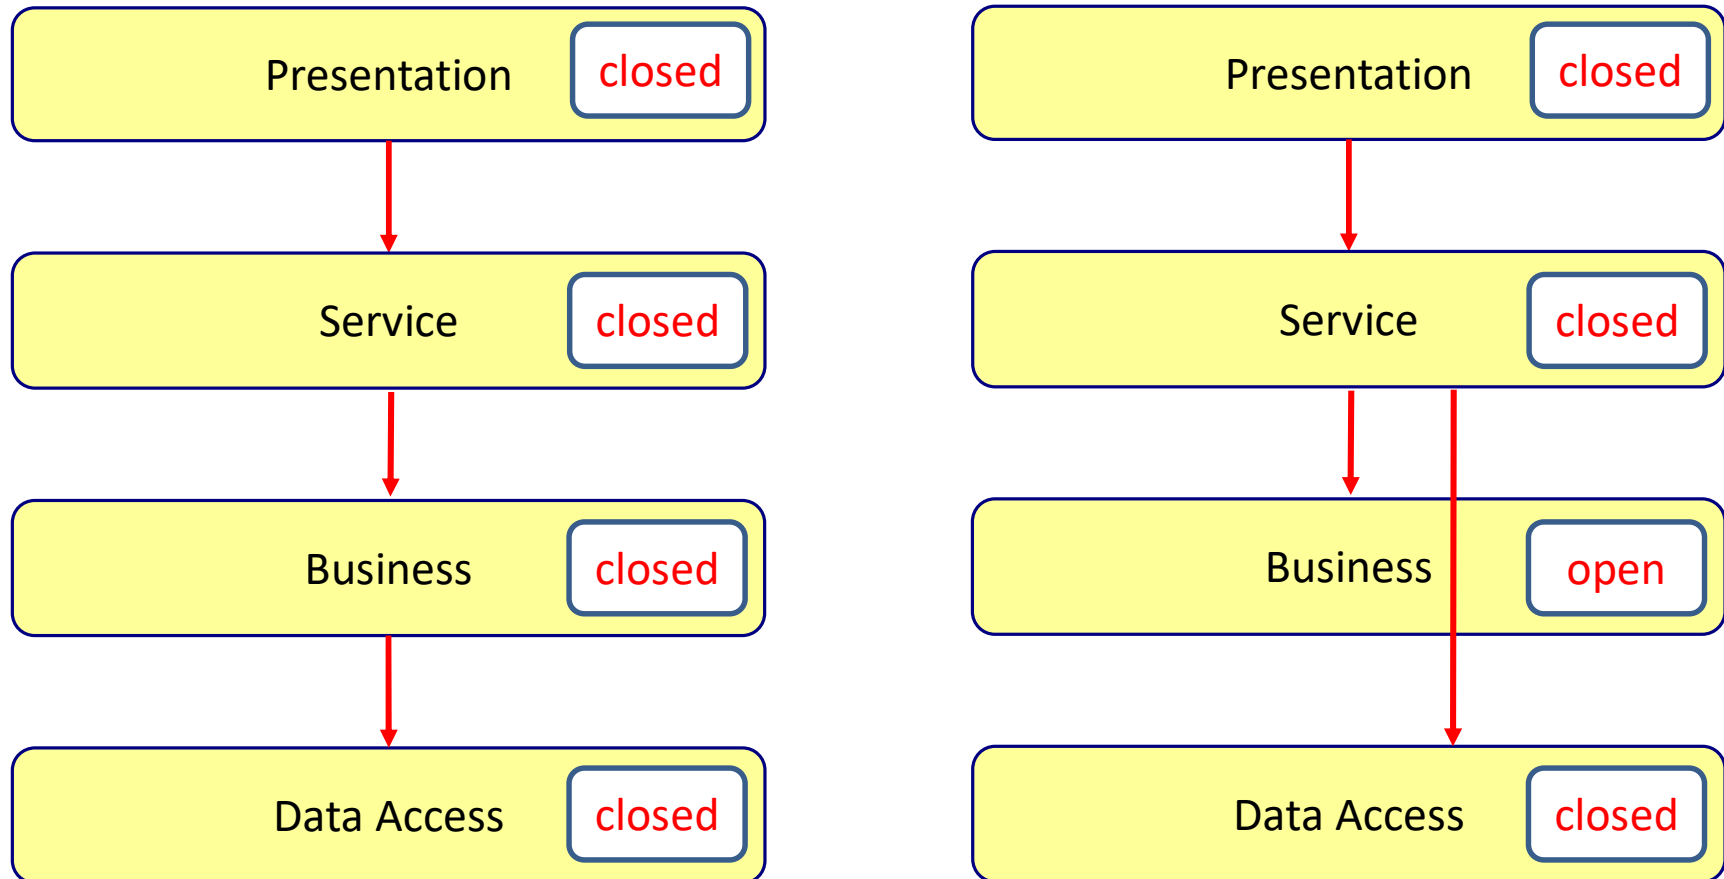 Presentation closed
Service closed
Business closed
Data Access closed
Presentation closed
Service closed
Business open
Data Access closed